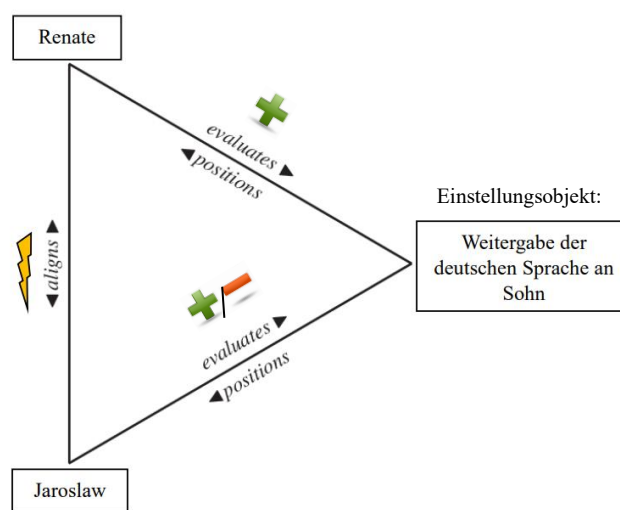 Renate
evaluates
positions
Einstellungsobjekt:
Weitergabe der
deutschen Sprache an
Sohn
aligns
evaluates
positions
Jaroslaw